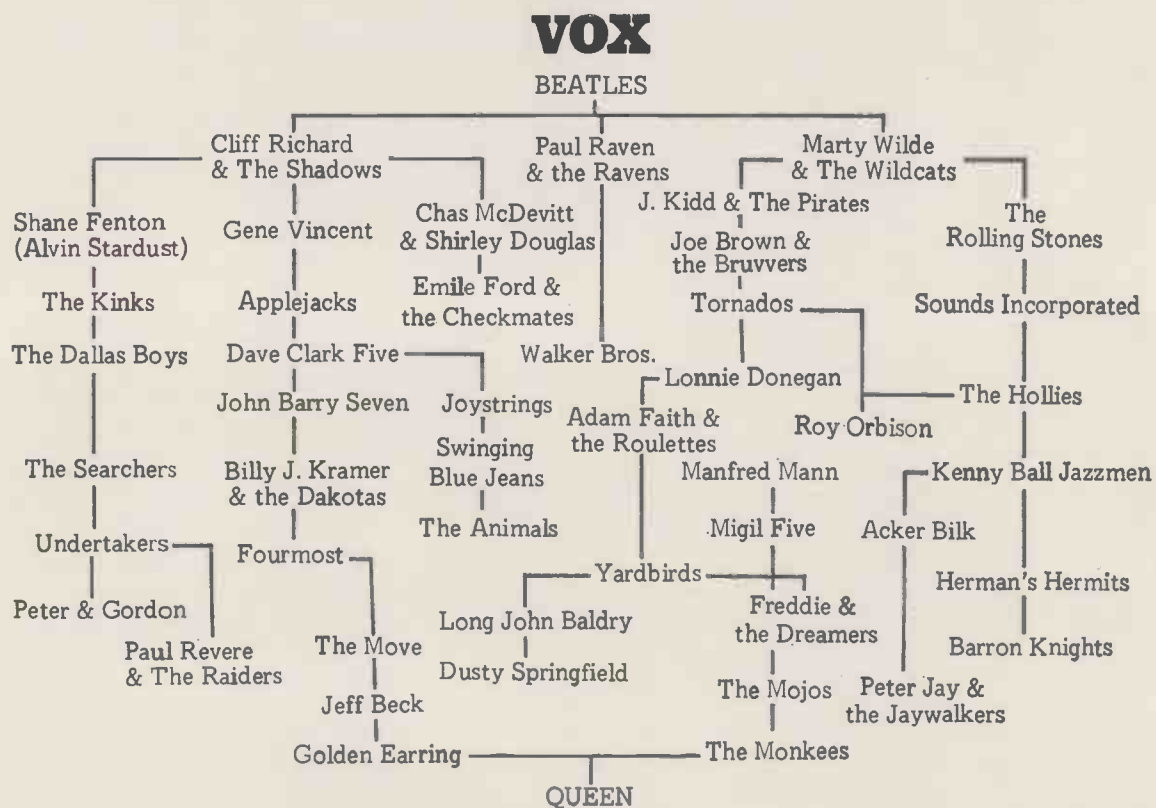 VOX
BEATLES
Cliff Richard
& The Shadows
Paul Raven
& the Ravens
Marty Wilde
& The Wildcats
Shane Fenton
(Alvin Stardust)
Gene Vincent
Chas McDevitt
& Shirley Douglas
J. Kidd & The Pirates
Joe Brown &
the Bruvvers
The
Rolling Stones
The Kinks
Applejacks
Emile Ford &
the Checkmates
Tornados
Sounds Incorporated
The Dallas Boys
Dave Clark Five
Walker Bros.
Lonnie Donegan
John Barry Seven
Joystrings
Adam Faith &
the Roulettes
Roy Orbison
The Hollies
The Searchers
Billy J. Kramer
& the Dakotas
Swinging
Blue Jeans
Manfred Mann
Kenny Ball Jazzmen
The Animals
Migil Five
Acker Bilk
Undertakers
Fourmost
Yardbirds
Herman's Hermits
Peter & Gordon
Long John Baldry
Freddie &
the Dreamers
Paul Revere
& The Raiders
The Move
Dusty Springfield
Barron Knights
Jeff Beck
The Mojos
Peter Jay &
the Jaywalkers
Golden Earring
The Monkees
QUEEN